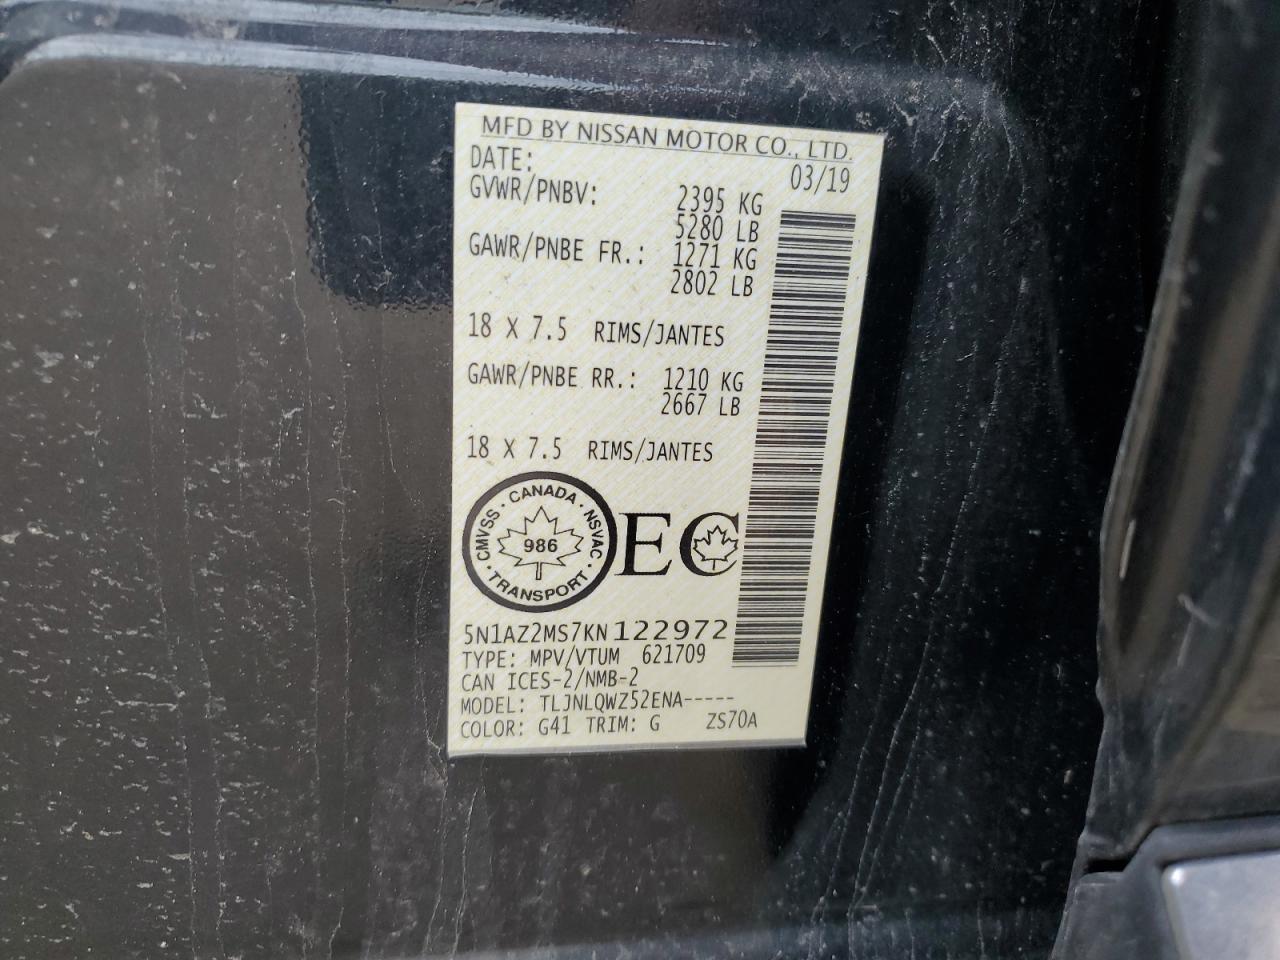 MFD BY NISSAN MOTOR CO., LTD.
DATE: 03/19
GVWR/PNBV: 2395 KG
5280 LB
GAWR/PNBE FR.: 1271 KG
2802 LB
18 X 7.5 RIMS/JANTES
GAWR/PNBE RR.: 1210 KG
2667 LB
18 X 7.5 RIMS/JANTES
CMVSS · CANADA · NSVAC · TRANSPORT ·
986
EC
5N1AZ2MS7KN122972
TYPE: MPV/VTUM 621709
CAN ICES-2/NMB-2
MODEL: TLJNLQWZ52ENA-----
COLOR: G41 TRIM: G ZS70A